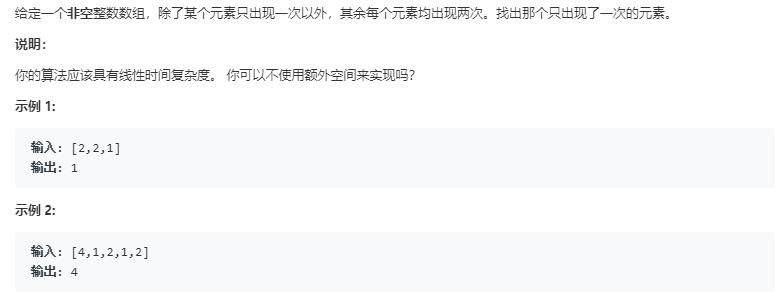 给定一个非空整数数组，除了某个元素只出现一次以外，其余每个元素均出现两次。找出那个只出现了一次的元素。
说明：
你的算法应该具有线性时间复杂度。 你可以不使用额外空间来实现吗？
示例 1:
输入: [2,2,1]
输出: 1
示例 2:
输入: [4,1,2,1,2]
输出: 4